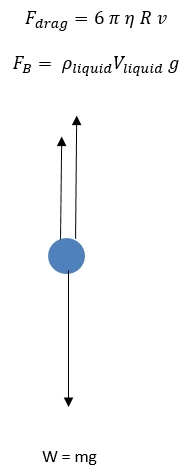 F_drag = 6 π η R v
F_B = ρ_liquid V_liquid g
W = mg